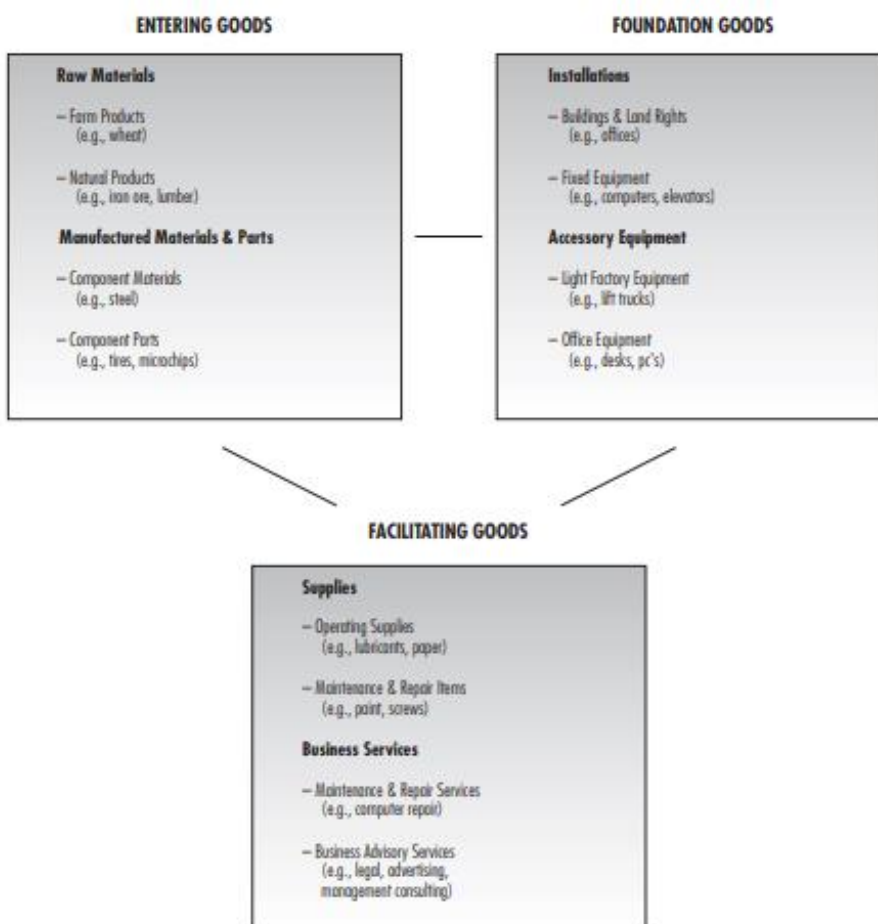 ENTERING GOODS
Raw Materials
– Farm Products
(e.g., wheat)
– Natural Products
(e.g., iron ore, lumber)
Manufactured Materials & Parts
– Component Materials
(e.g., steel)
– Component Parts
(e.g., tires, microchips)
FOUNDATION GOODS
Installations
– Buildings & Land Rights
(e.g., offices)
– Fixed Equipment
(e.g., computers, elevators)
Accessory Equipment
– Light Factory Equipment
(e.g., lift trucks)
– Office Equipment
(e.g., desks, pc's)
FACILITATING GOODS
Supplies
– Operating Supplies
(e.g., lubricants, paper)
– Maintenance & Repair Items
(e.g., paint, screws)
Business Services
– Maintenance & Repair Services
(e.g., computer repair)
– Business Advisory Services
(e.g., legal, advertising,
management consulting)